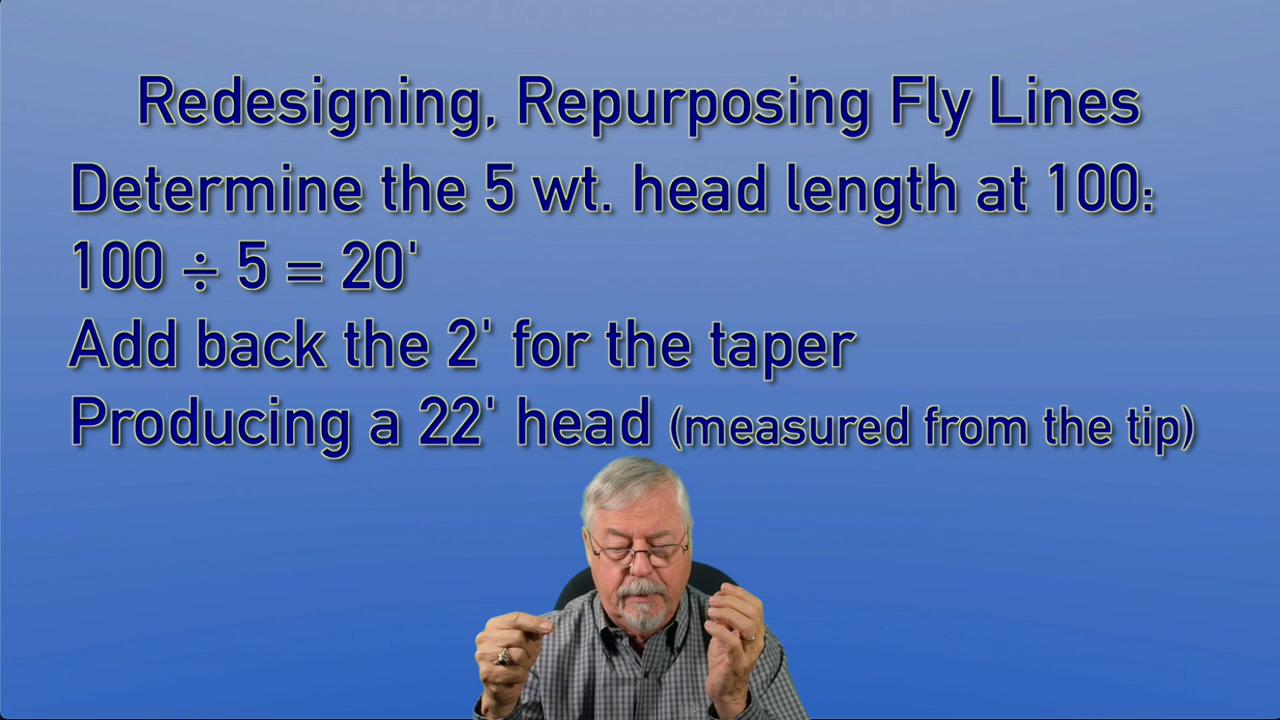 Redesigning, Repurposing Fly Lines
Determine the 5 wt. head length at 100:
100 ÷ 5 = 20'
Add back the 2' for the taper
Producing a 22' head (measured from the tip)